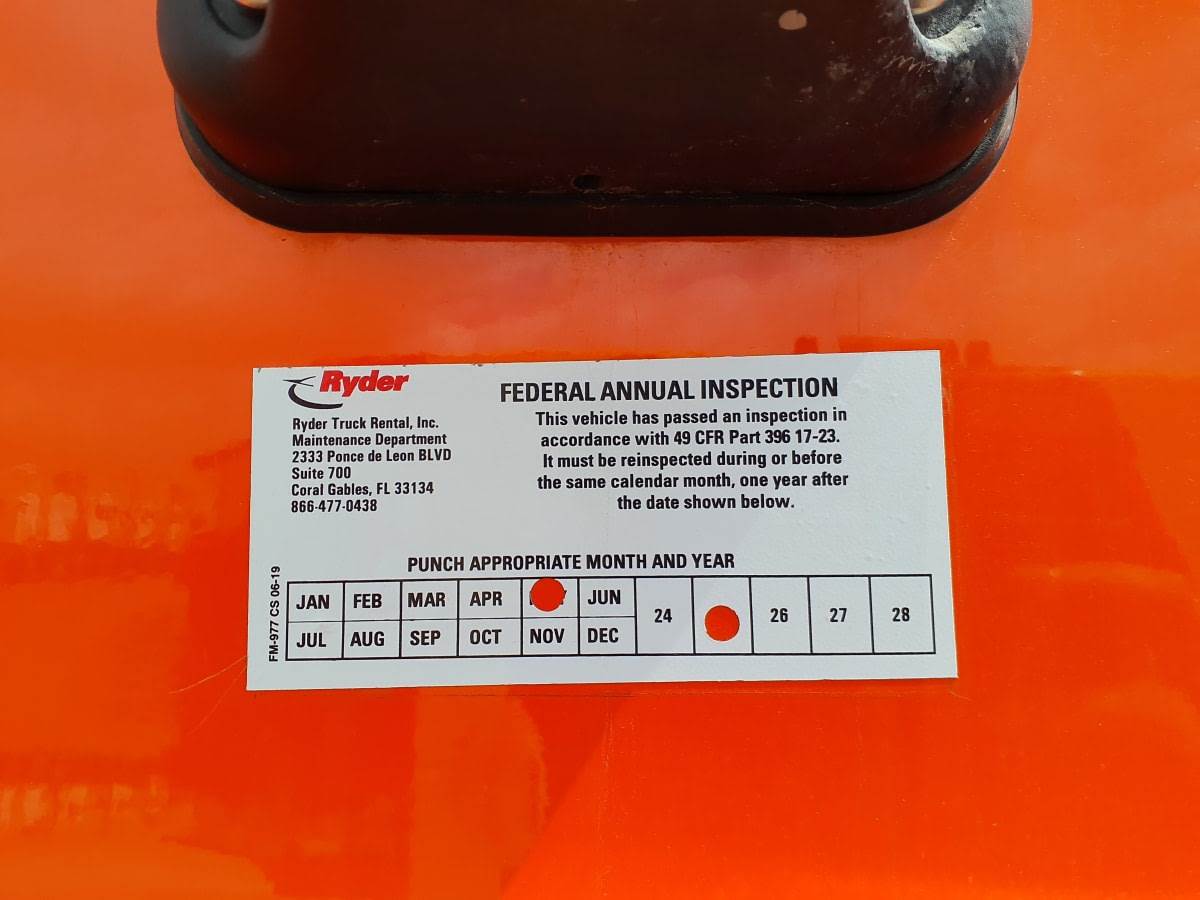 Ryder
Ryder Truck Rental, Inc.
Maintenance Department
2333 Ponce de Leon BLVD
Suite 700
Coral Gables, FL 33134
866-477-0438
FEDERAL ANNUAL INSPECTION
This vehicle has passed an inspection in
accordance with 49 CFR Part 396 17-23.
It must be reinspected during or before
the same calendar month, one year after
the date shown below.
PUNCH APPROPRIATE MONTH AND YEAR
JAN FEB MAR APR JUN
JUL AUG SEP OCT NOV DEC
24 26 27 28
FM-977 CS 06-19